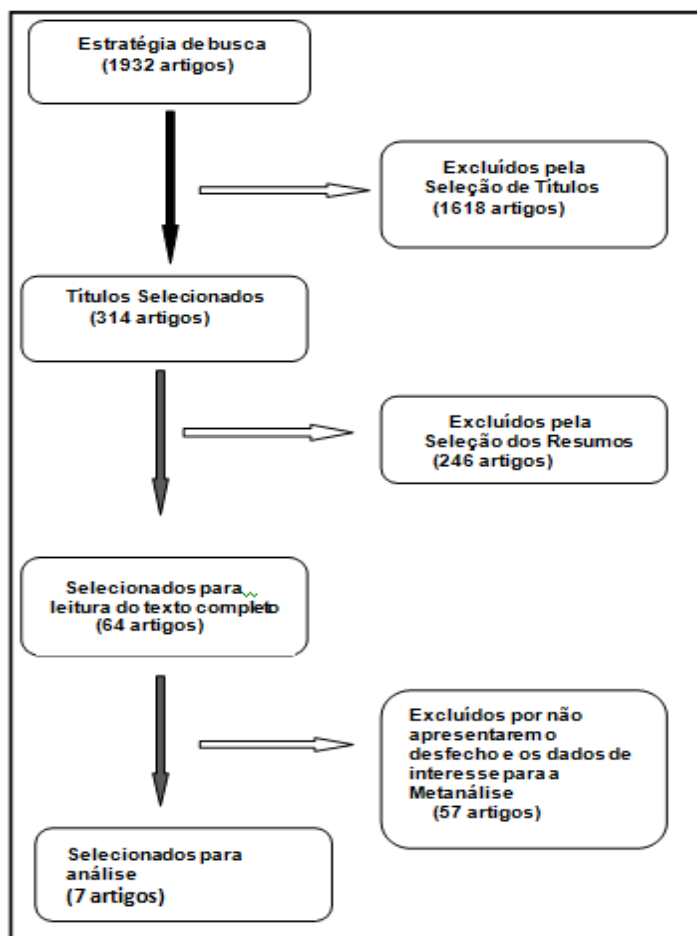 Estratégia de busca
(1932 artigos)
Excluídos pela
Seleção de Títulos
(1618 artigos)
Títulos Selecionados
(314 artigos)
Excluídos pela
Seleção dos Resumos
(246 artigos)
Selecionados para
leitura do texto completo
(64 artigos)
Excluídos por não
apresentarem o
desfecho e os dados de
interesse para a
Metanálise
(57 artigos)
Selecionados para
análise
(7 artigos)